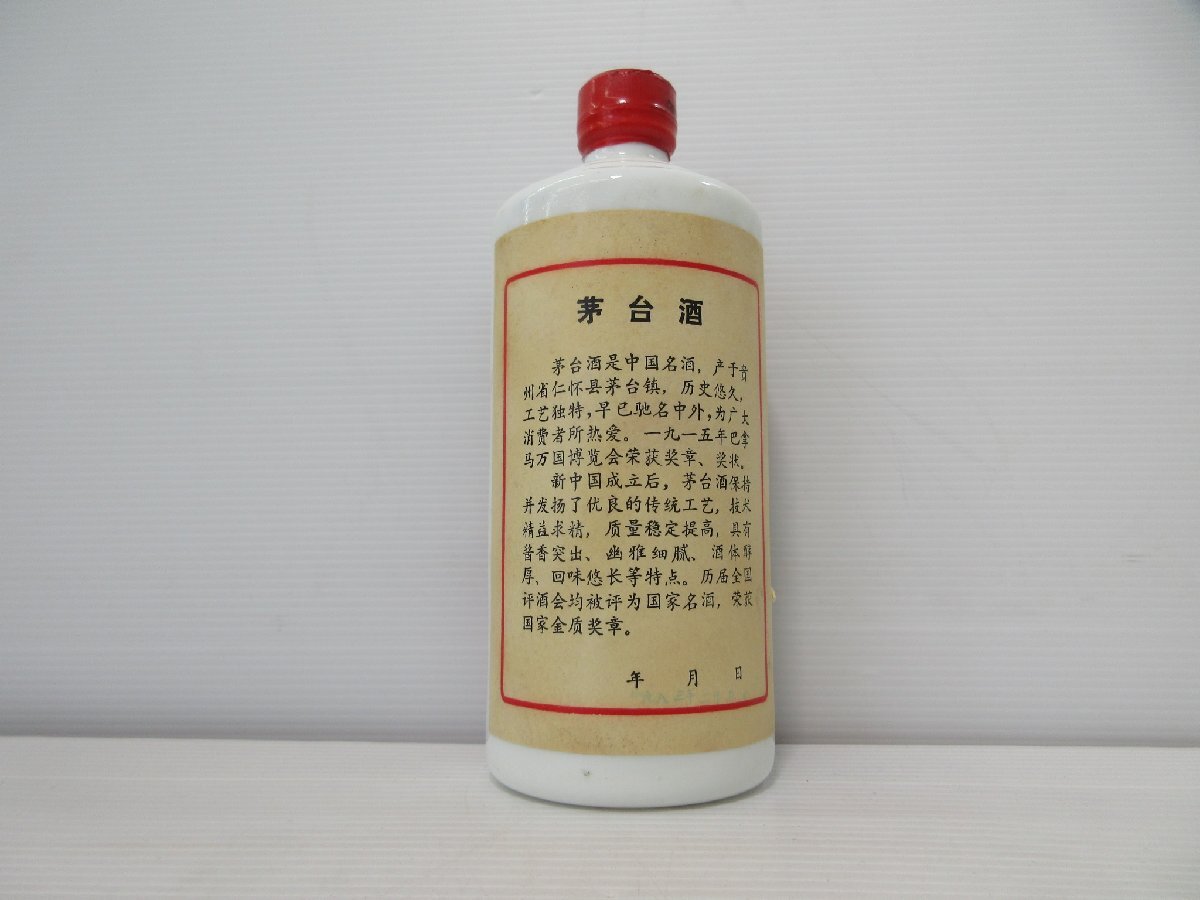 茅台酒
茅台酒是中国名酒，产于贵
州省仁怀县茅台镇，历史悠久，
工艺独特，早已驰名中外，为广大
消费者所热爱。一九一五年巴拿
马万国博览会荣获奖章、奖状。
新中国成立后，茅台酒保持
并发扬了优良的传统工艺，技术
精益求精，质量稳定提高，具有
酱香突出、幽雅细腻、酒体醇
厚、回味悠长等特点。历届全国
评酒会均被评为国家名酒，荣获
国家金质奖章。
年 月 日